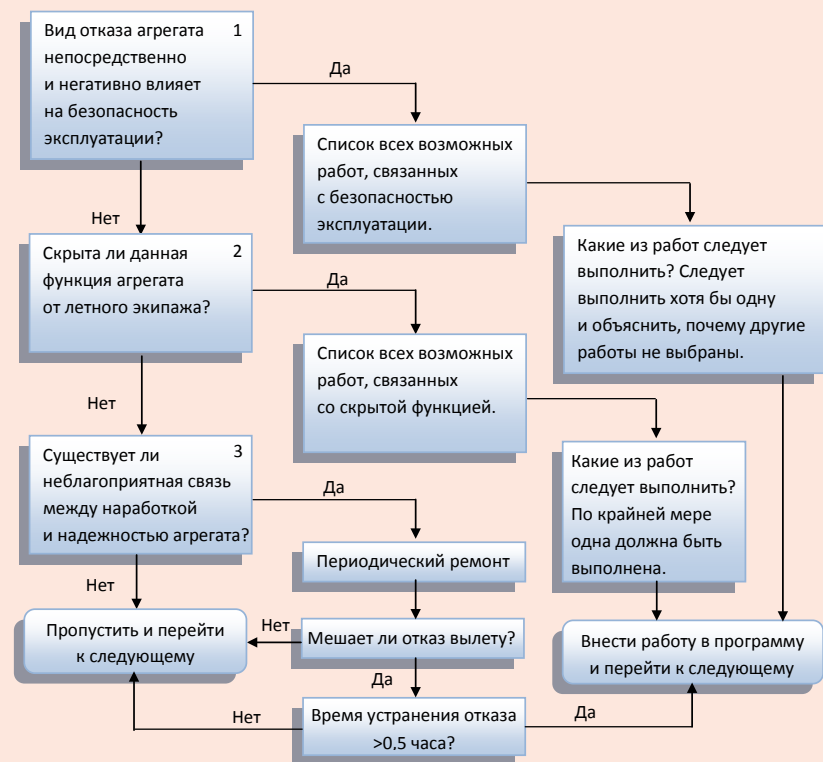 Вид отказа агрегата 1
непосредственно
и негативно влияет
на безопасность
эксплуатации?
Да
Список всех возможных
работ, связанных
с безопасностью
эксплуатации.
Нет
Какие из работ следует
выполнить? Следует
выполнить хотя бы одну
и объяснить, почему другие
работы не выбраны.
Скрыта ли данная 2
функция агрегата
от летного экипажа?
Да
Список всех возможных
работ, связанных
со скрытой функцией.
Нет
Существует ли 3
неблагоприятная связь
между наработкой
и надежностью агрегата?
Да
Какие из работ
следует выполнить?
По крайней мере
одна должна быть
выполнена.
Периодический ремонт
Нет
Пропустить и перейти
к следующему
Нет
Мешает ли отказ вылету?
Внести работу в программу
и перейти к следующему
Да
Нет
Время устранения отказа
>0,5 часа?
Да